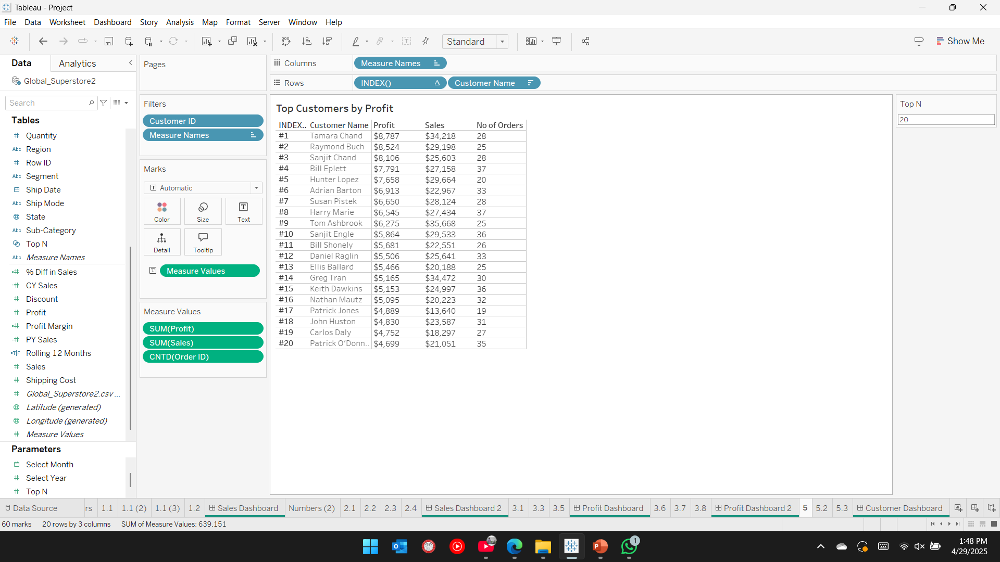 Tableau - Project
File Data Worksheet Dashboard Story Analysis Map Format Server Window Help
Standard
Show Me
Data Analytics
Global_Superstore2
Search
Tables
# Quantity
Abc Region
# Row ID
Abc Segment
Ship Date
Abc Ship Mode
State
Abc Sub-Category
Top N
Abc Measure Names
=# % Diff in Sales
=# CY Sales
# Discount
# Profit
=# Profit Margin
=# PY Sales
=T|F Rolling 12 Months
# Sales
# Shipping Cost
# Global_Superstore2.csv ...
Latitude (generated)
Longitude (generated)
# Measure Values
Parameters
Select Month
# Select Year
# Top N
Pages
Filters
Customer ID
Measure Names
Marks
Automatic
Color Size Text
Detail Tooltip
Measure Values
Measure Values
SUM(Profit)
SUM(Sales)
CNTD(Order ID)
Columns Measure Names
Rows INDEX() Customer Name
Top Customers by Profit
INDEX.. Customer Name Profit Sales No of Orders
#1 Tamara Chand $8,787 $34,218 28
#2 Raymond Buch $8,524 $29,198 25
#3 Sanjit Chand $8,106 $25,603 28
#4 Bill Eplett $7,791 $27,158 37
#5 Hunter Lopez $7,658 $29,664 20
#6 Adrian Barton $6,913 $22,967 33
#7 Susan Pistek $6,650 $28,124 28
#8 Harry Marie $6,545 $27,434 37
#9 Tom Ashbrook $6,275 $35,668 25
#10 Sanjit Engle $5,864 $29,533 36
#11 Bill Shonely $5,681 $22,551 26
#12 Daniel Raglin $5,506 $25,641 33
#13 Ellis Ballard $5,466 $20,188 25
#14 Greg Tran $5,165 $34,472 30
#15 Keith Dawkins $5,153 $24,997 36
#16 Nathan Mautz $5,095 $20,223 32
#17 Patrick Jones $4,889 $13,640 19
#18 John Huston $4,830 $23,587 31
#19 Carlos Daly $4,752 $18,297 27
#20 Patrick O'Donn.. $4,699 $21,051 35
Top N
20
Data Source rs 1.1 1.1 (2) 1.1 (3) 1.2 Sales Dashboard Numbers (2) 2.1 2.2 2.3 2.4 Sales Dashboard 2 3.1 3.3 3.5 Profit Dashboard 3.6 3.7 3.8 Profit Dashboard 2 5 5.2 5.3 Customer Dashboard
60 marks 20 rows by 3 columns SUM of Measure Values: 639,151
1
1:48 PM
4/29/2025